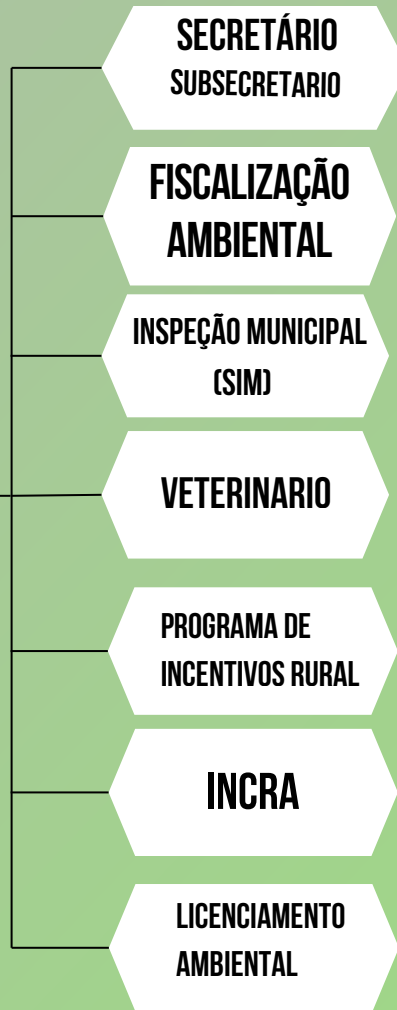 SECRETÁRIO
SUBSECRETARIO
FISCALIZAÇÃO
AMBIENTAL
INSPEÇÃO MUNICIPAL
(SIM)
VETERINARIO
PROGRAMA DE
INCENTIVOS RURAL
INCRA
LICENCIAMENTO
AMBIENTAL